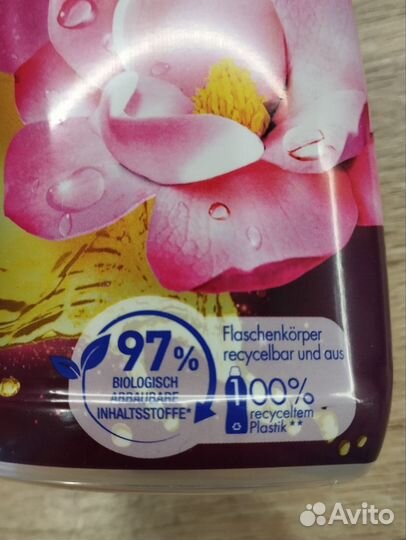 97%
BIOLOGISCH
ABBAUBARE
INHALTSSTOFFE*
Flaschenkörper
recycelbar und aus
100%
recyceltem
Plastik**
Avito